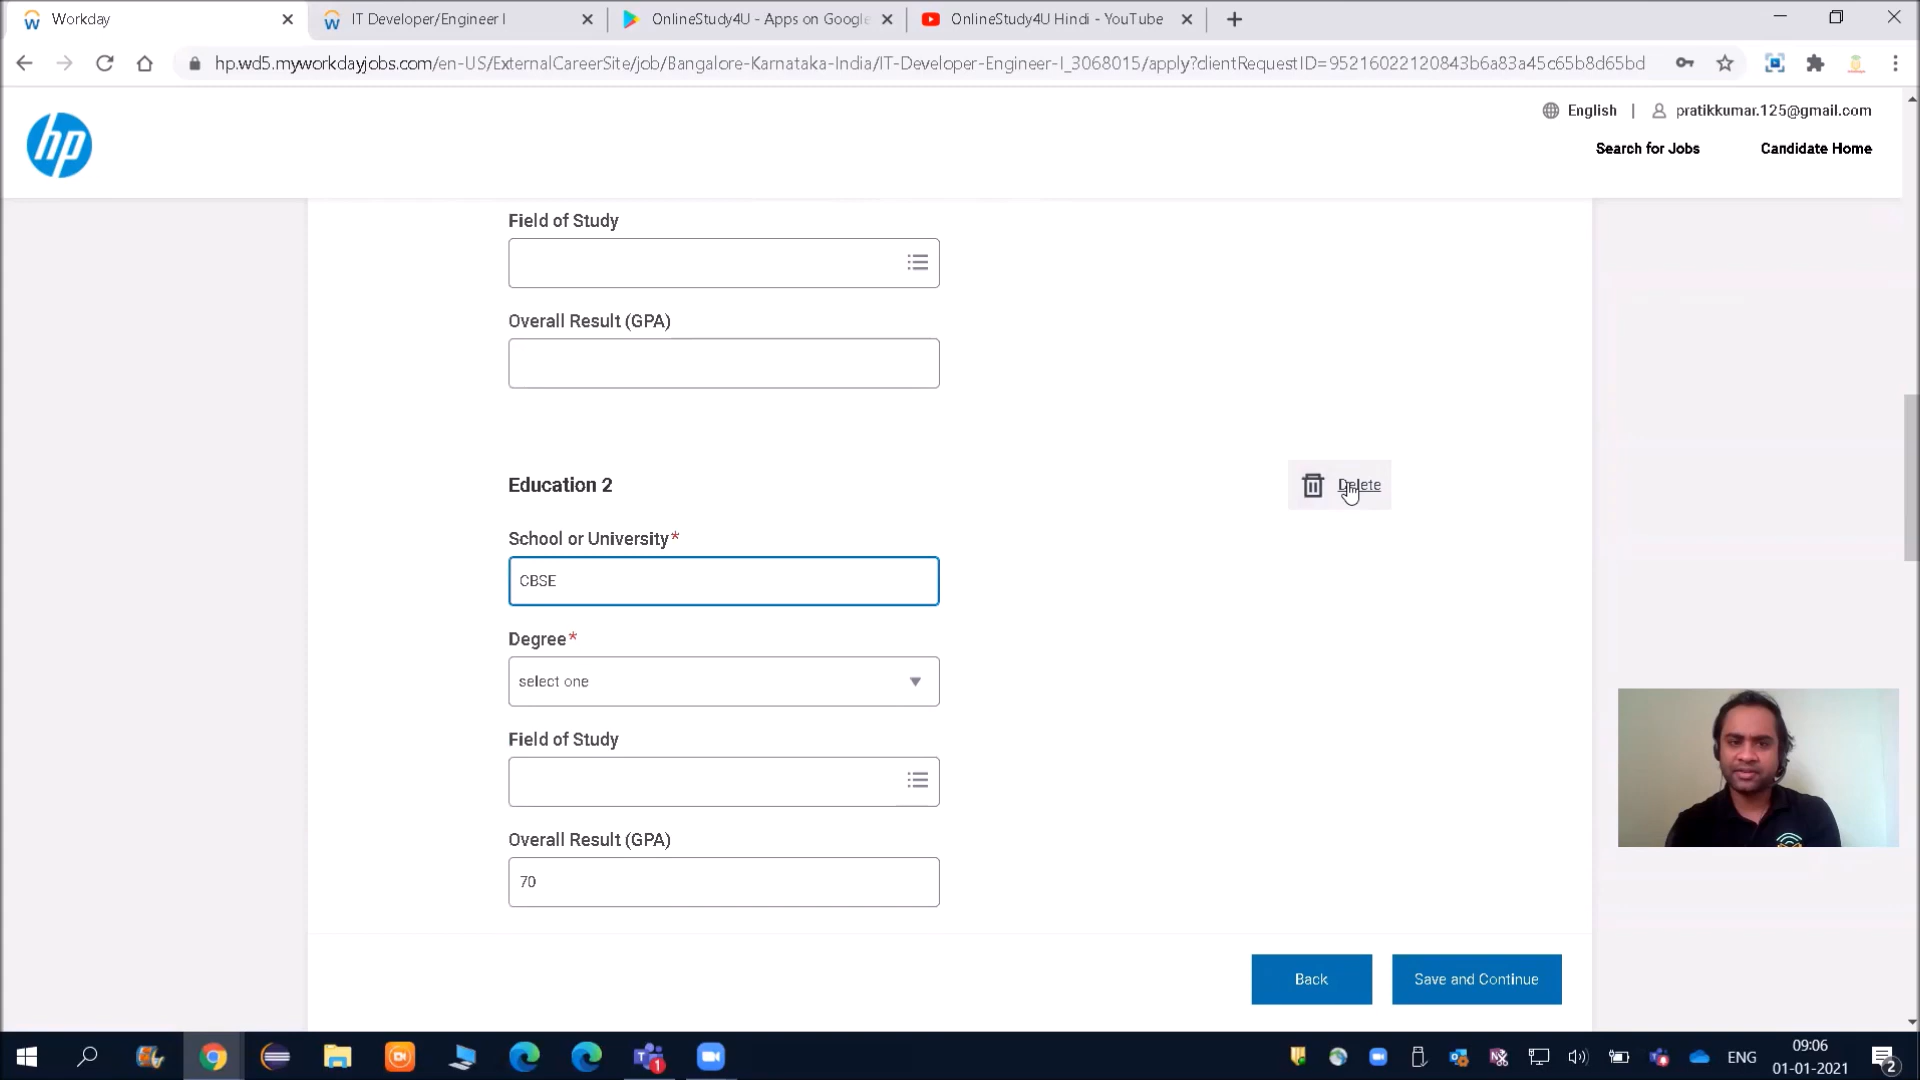 Workday
IT Developer/Engineer I
OnlineStudy4U - Apps on Google
OnlineStudy4U Hindi - YouTube
hp.wd5.myworkdayjobs.com/en-US/ExternalCareerSite/job/Bangalore-Karnataka-India/IT-Developer-Engineer-I_3068015/apply?clientRequestID=95216022120843b6a83a45c65b8d65bd
hp
English | pratikkumar.125@gmail.com
Search for Jobs Candidate Home
Field of Study
Overall Result (GPA)
Education 2
Delete
School or University*
CBSE
Degree*
select one
Field of Study
Overall Result (GPA)
70
Back Save and Continue
1
ENG
09:06
01-01-2021
2